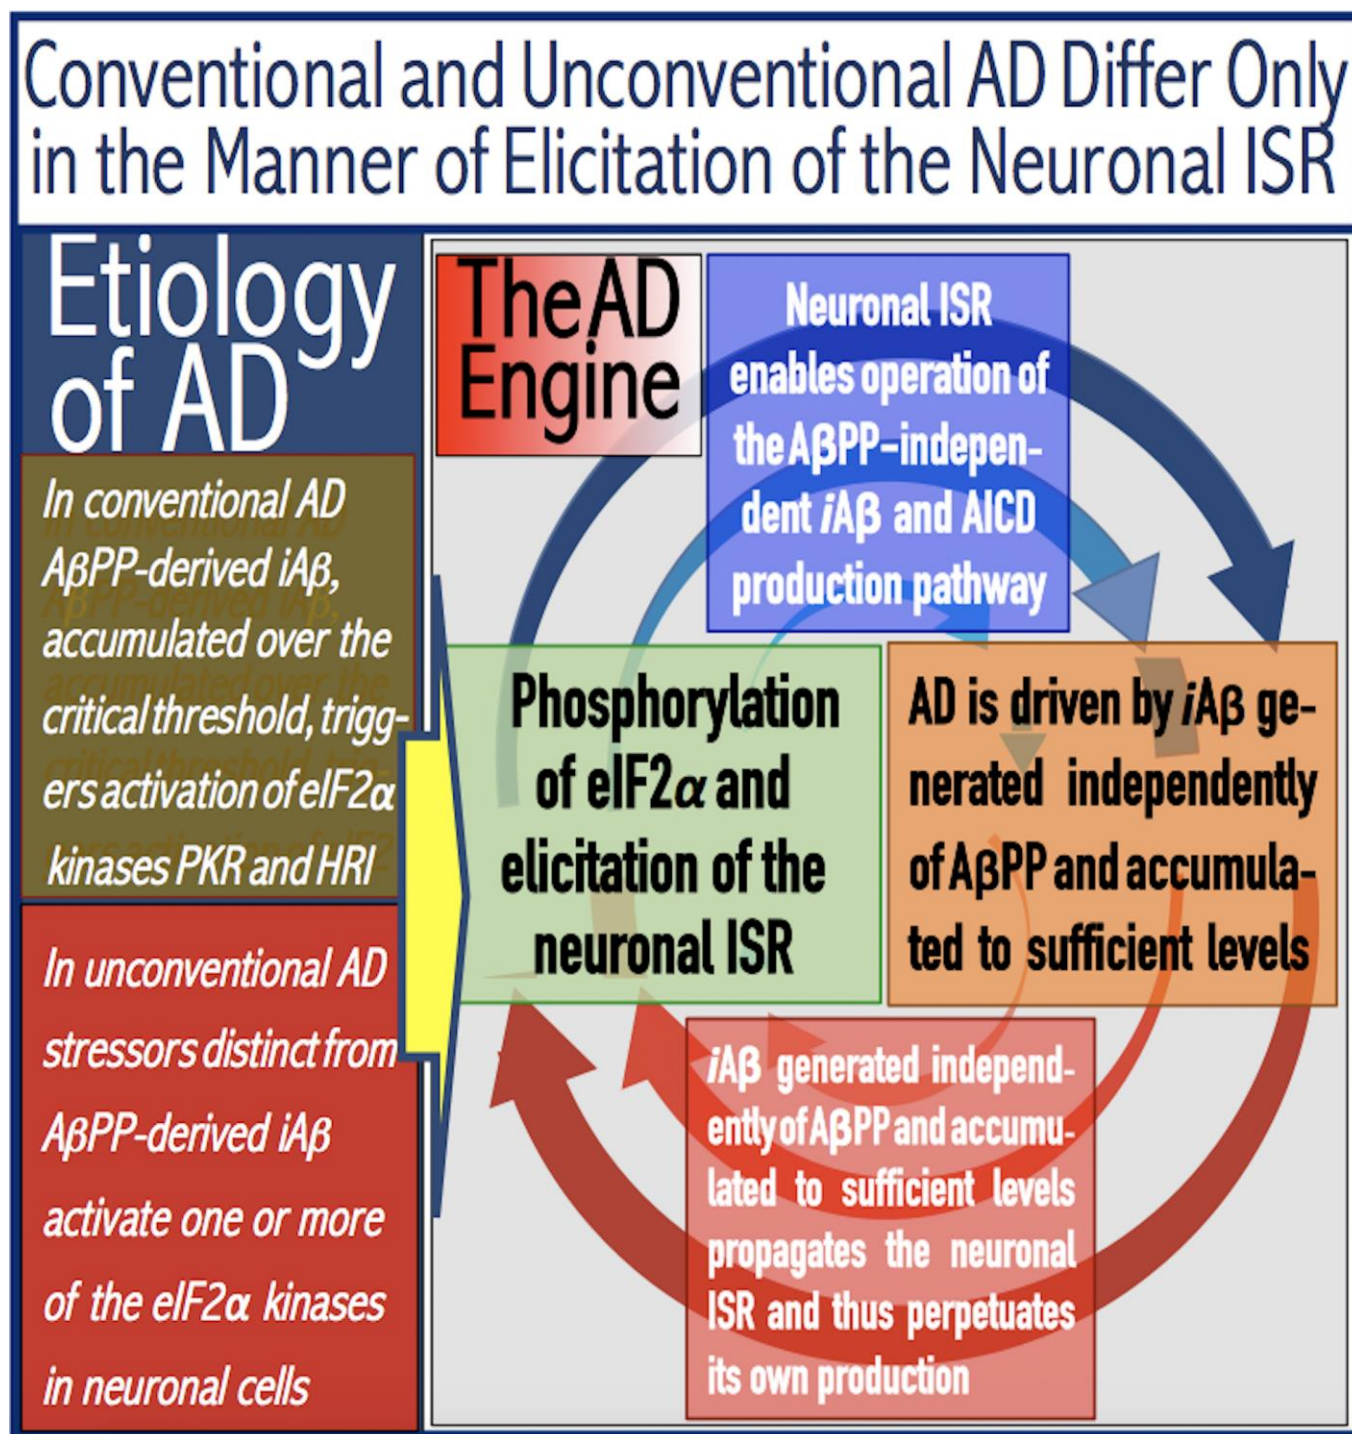 Conventional and Unconventional AD Differ Only
in the Manner of Elicitation of the Neuronal ISR
Etiology
of AD
In conventional AD
AβPP-derived iAβ,
accumulated over the
critical threshold, trigg-
ers activation of eIF2α
kinases PKR and HRI
In unconventional AD
stressors distinct from
AβPP-derived iAβ
activate one or more
of the eIF2α kinases
in neuronal cells
The AD
Engine
Neuronal ISR
enables operation of
the AβPP-indepen-
dent iAβ and AICD
production pathway
Phosphorylation
of eIF2α and
elicitation of the
neuronal ISR
AD is driven by iAβ ge-
nerated independently
of AβPP and accumula-
ted to sufficient levels
iAβ generated independ-
ently of AβPP and accumu-
lated to sufficient levels
propagates the neuronal
ISR and thus perpetuates
its own production